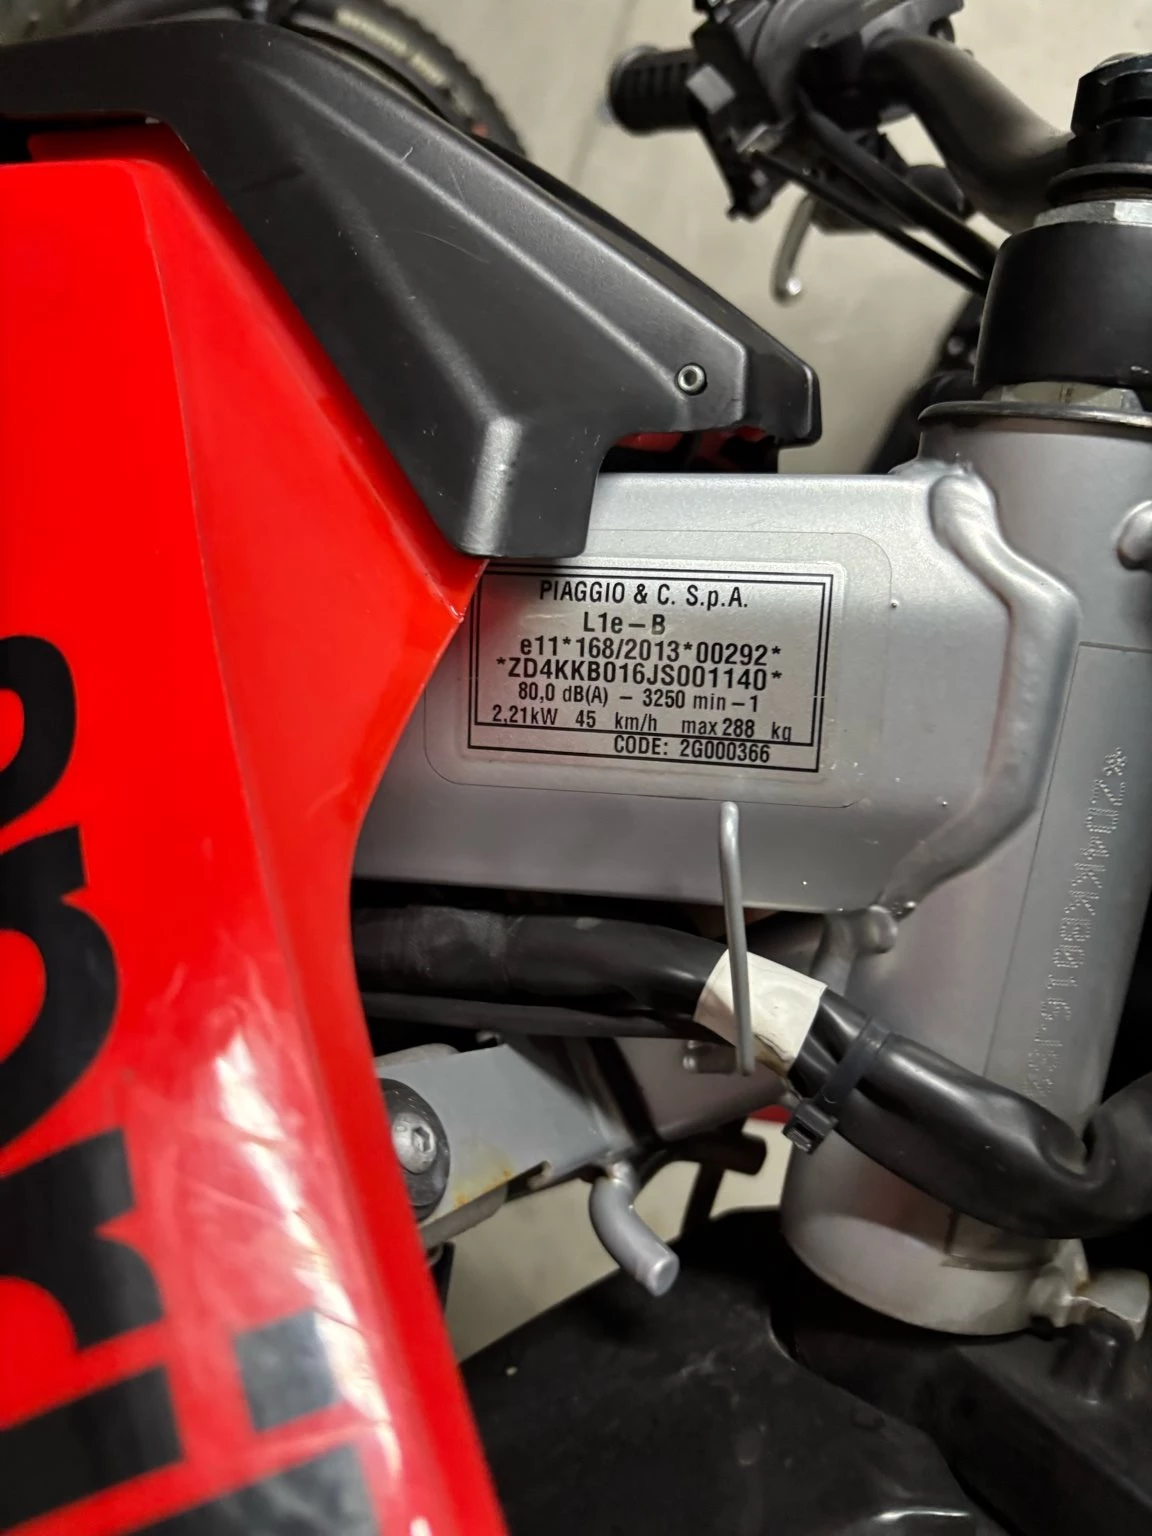 PIAGGIO & C. S.p.A.
L1e-B
e11*168/2013*00292*
*ZD4KKB016JS001140*
80,0 dB(A) - 3250 min-1
2,21kW 45 km/h max 288 kg
CODE: 2G000366